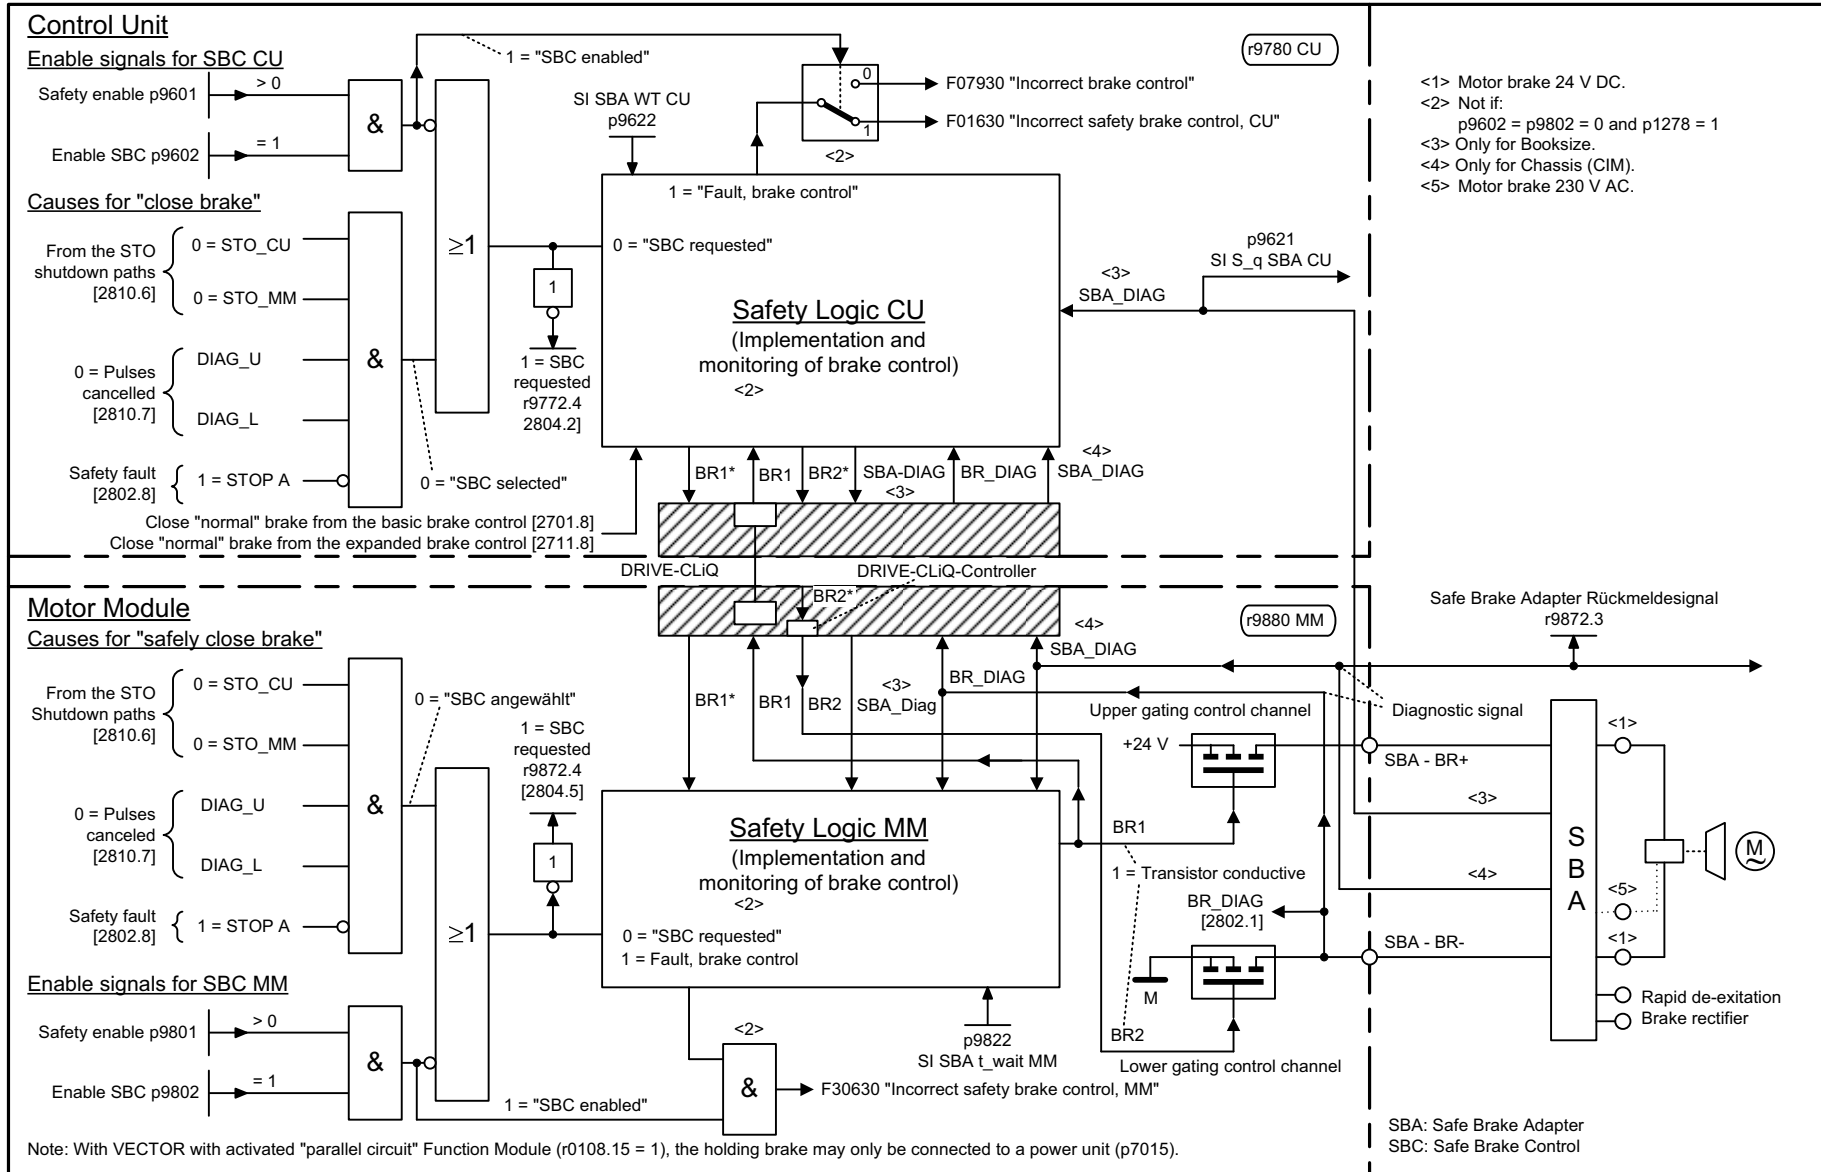 Control Unit
Enable signals for SBC CU
Safety enable p9601
> 0
Enable SBC p9602
= 1
&
1 = "SBC enabled"
SI SBA WT CU
p9622
0
1
<2>
F07930 "Incorrect brake control"
F01630 "Incorrect safety brake control, CU"
r9780 CU
<1> Motor brake 24 V DC.
<2> Not if:
p9602 = p9802 = 0 and p1278 = 1
<3> Only for Booksize.
<4> Only for Chassis (CIM).
<5> Motor brake 230 V AC.
Causes for "close brake"
From the STO
shutdown paths
[2810.6]
0 = STO_CU
0 = STO_MM
0 = Pulses
cancelled
[2810.7]
DIAG_U
DIAG_L
Safety fault
[2802.8]
1 = STOP A
&
≥1
0 = "SBC selected"
1
1 = SBC
requested
r9772.4
2804.2]
1 = "Fault, brake control"
0 = "SBC requested"
Safety Logic CU
(Implementation and
monitoring of brake control)
<2>
p9621
SI S_q SBA CU
<3>
SBA_DIAG
Close "normal" brake from the basic brake control [2701.8]
Close "normal" brake from the expanded brake control [2711.8]
BR1*
BR1
BR2*
SBA-DIAG
<3>
BR_DIAG
<4>
SBA_DIAG
DRIVE-CLiQ
DRIVE-CLiQ-Controller
BR2*
Motor Module
Causes for "safely close brake"
From the STO
Shutdown paths
[2810.6]
0 = STO_CU
0 = STO_MM
0 = Pulses
canceled
[2810.7]
DIAG_U
DIAG_L
Safety fault
[2802.8]
1 = STOP A
&
0 = "SBC angewählt"
≥1
1 = SBC
requested
r9872.4
[2804.5]
1
BR1*
BR1
BR2
<3>
SBA_Diag
BR_DIAG
<4>
SBA_DIAG
r9880 MM
Safe Brake Adapter Rückmeldesignal
r9872.3
Diagnostic signal
Upper gating control channel
+24 V
SBA - BR+
Safety Logic MM
(Implementation and
monitoring of brake control)
<2>
0 = "SBC requested"
1 = Fault, brake control
BR1
1 = Transistor conductive
BR_DIAG
[2802.1]
M
BR2
Lower gating control channel
SBA - BR-
<3>
<4>
S
B
A
<1>
<5>
<1>
M
~
Rapid de-exitation
Brake rectifier
Enable signals for SBC MM
Safety enable p9801
> 0
Enable SBC p9802
= 1
&
1 = "SBC enabled"
<2>
&
p9822
SI SBA t_wait MM
F30630 "Incorrect safety brake control, MM"
Note: With VECTOR with activated "parallel circuit" Function Module (r0108.15 = 1), the holding brake may only be connected to a power unit (p7015).
SBA: Safe Brake Adapter
SBC: Safe Brake Control